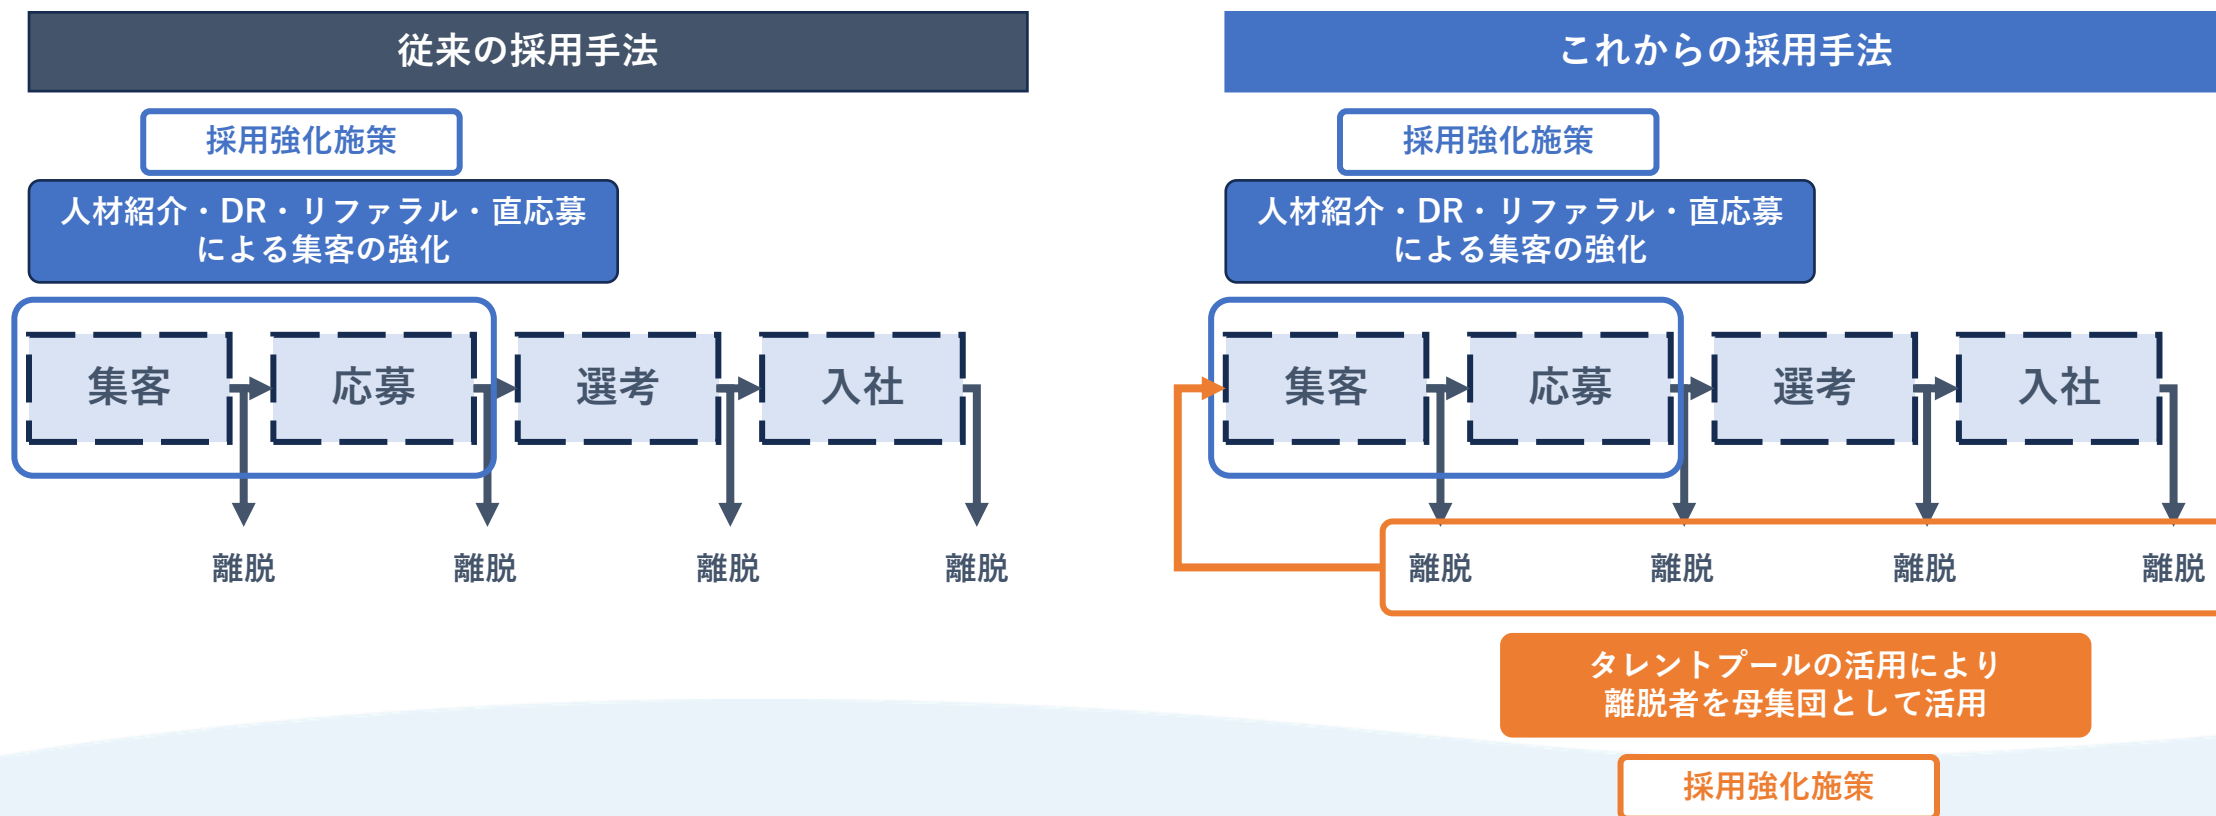 従来の採用手法
採用強化施策
人材紹介・DR・リファラル・直応募
による集客の強化
集客
応募
選考
入社
離脱
離脱
離脱
離脱
これからの採用手法
採用強化施策
人材紹介・DR・リファラル・直応募
による集客の強化
集客
応募
選考
入社
離脱
離脱
離脱
離脱
タレントプールの活用により
離脱者を母集団として活用
採用強化施策